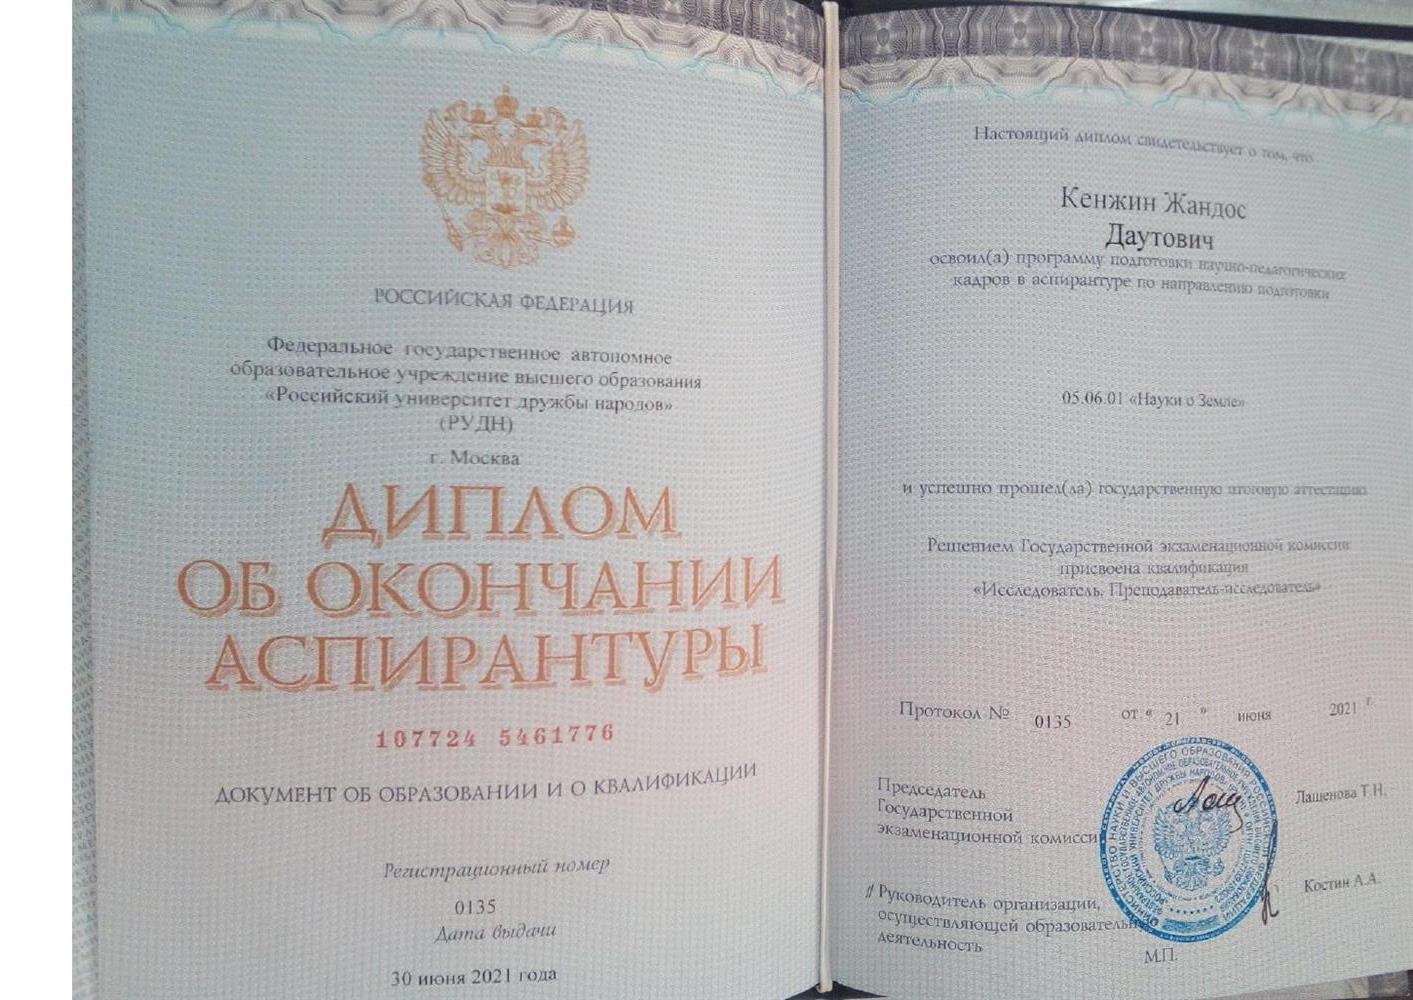 РОССИЙСКАЯ ФЕДЕРАЦИЯ
Федеральное государственное автономное
образовательное учреждение высшего образования
«Российский университет дружбы народов»
(РУДН)
г. Москва
ДИПЛОМ
ОБ ОКОНЧАНИИ
АСПИРАНТУРЫ
107724 5461776
ДОКУМЕНТ ОБ ОБРАЗОВАНИИ И О КВАЛИФИКАЦИИ
Регистрационный номер
0135
Дата выдачи
30 июня 2021 года
Настоящий диплом свидетельствует о том, что
Кенжин Жандос
Даутович
освоил(а) программу подготовки научно-педагогических
кадров в аспирантуре по направлению подготовки
05.06.01 «Науки о Земле»
и успешно прошел(ла) государственную итоговую аттестацию
Решением Государственной экзаменационной комиссии
присвоена квалификация
«Исследователь. Преподаватель-исследователь»
Протокол № 0135 от « 21 » июня 2021 г.
Председатель
Государственной
экзаменационной комисси
Лащенова Т.Н.
Руководитель организации,
осуществляющей образовательн
деятельность
Костин А.А.
М.П.